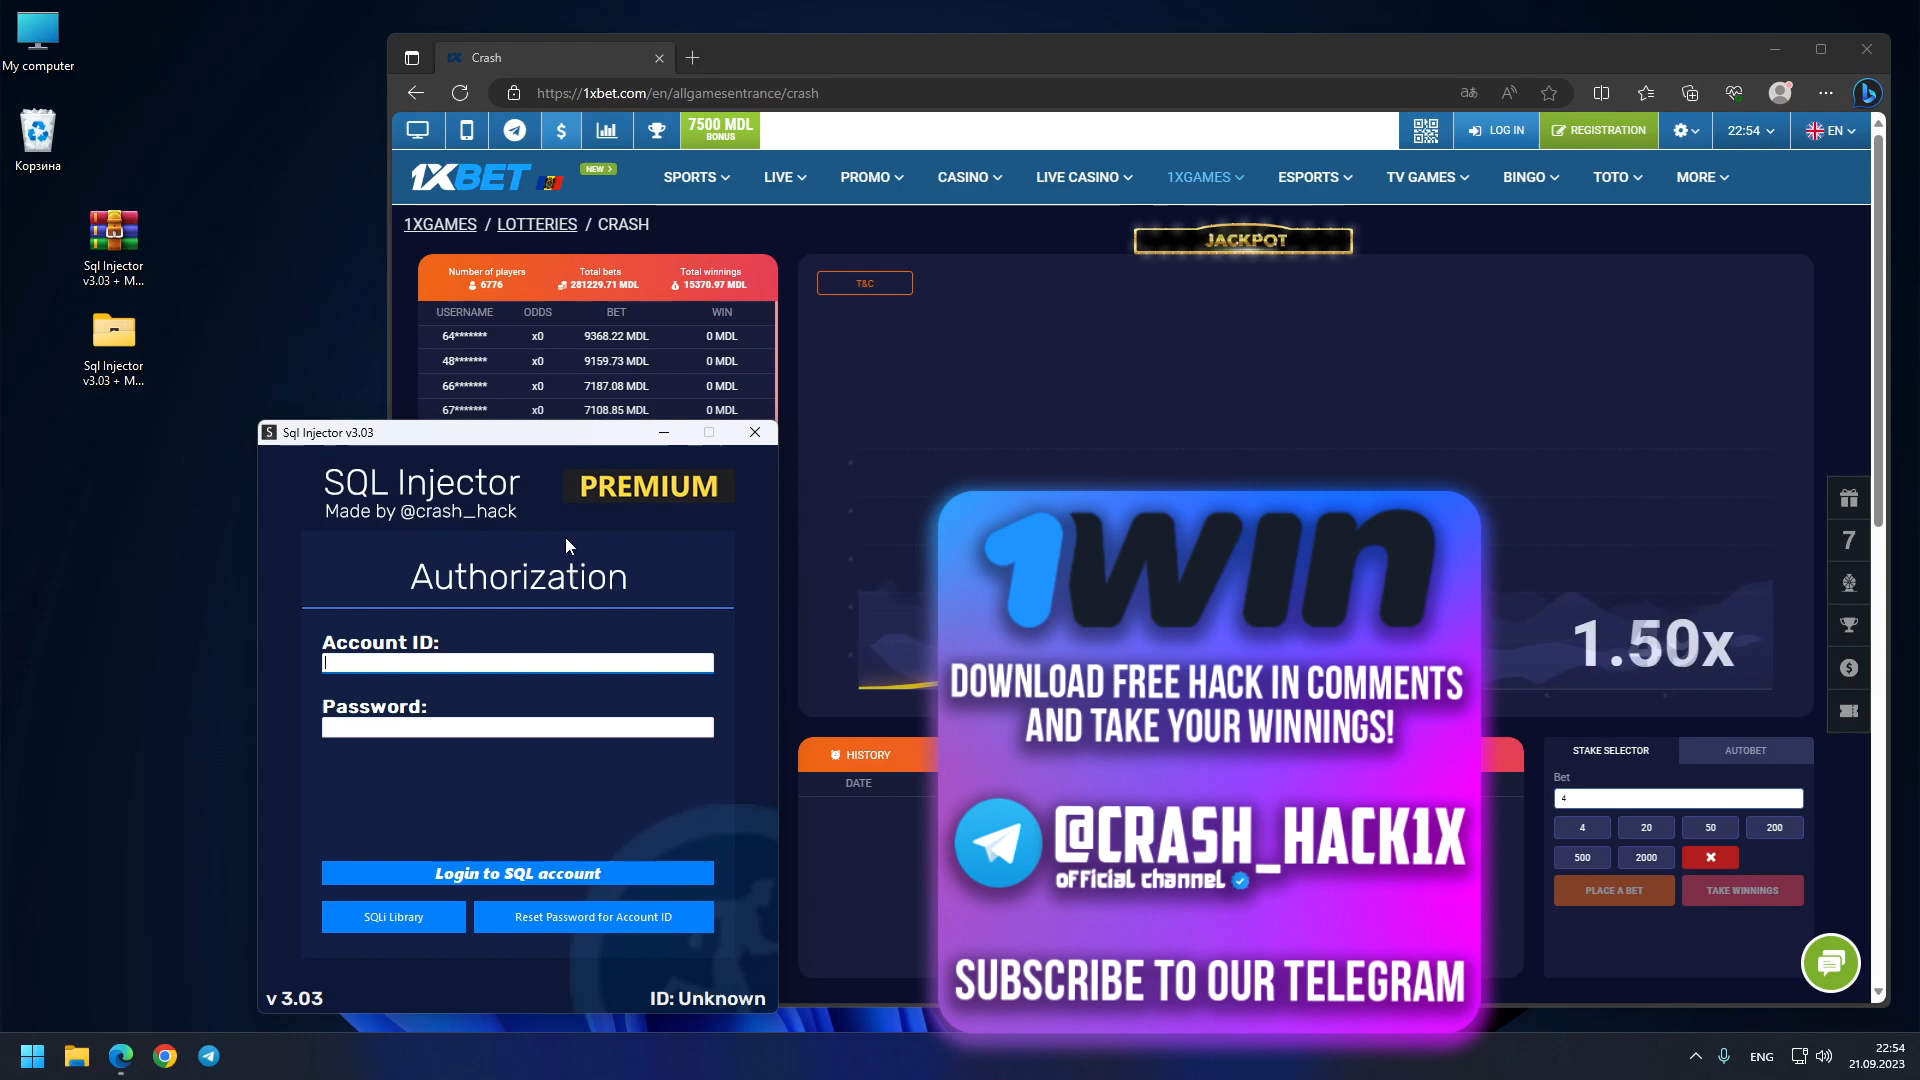 My computer
Корзина
Sql Injector
v3.03 + M...
Sql Injector
v3.03 + M...
Crash
https://1xbet.com/en/allgamesentrance/crash
7500 MDL
BONUS
LOG IN
REGISTRATION
22:54
EN
1XBET
NEW >
SPORTS
LIVE
PROMO
CASINO
LIVE CASINO
1XGAMES
ESPORTS
TV GAMES
BINGO
TOTO
MORE
1XGAMES / LOTTERIES / CRASH
JACKPOT
Number of players
6776
Total bets
281229.71 MDL
Total winnings
15370.97 MDL
USERNAME ODDS BET WIN
64******* x0 9368.22 MDL 0 MDL
48******* x0 9159.73 MDL 0 MDL
66******* x0 7187.08 MDL 0 MDL
67******* x0 7108.85 MDL 0 MDL
T&C
1.50x
Sql Injector v3.03
SQL Injector
PREMIUM
Made by @crash_hack
Authorization
Account ID:
Password:
Login to SQL account
SQLi Library
Reset Password for Account ID
v 3.03
ID: Unknown
1win
DOWNLOAD FREE HACK IN COMMENTS
AND TAKE YOUR WINNINGS!
@CRASH_HACK1X
official channel
SUBSCRIBE TO OUR TELEGRAM
HISTORY
DATE
STAKE SELECTOR
AUTOBET
Bet
4
4 20 50 200
500 2000
PLACE A BET
TAKE WINNINGS
7
ENG
22:54
21.09.2023